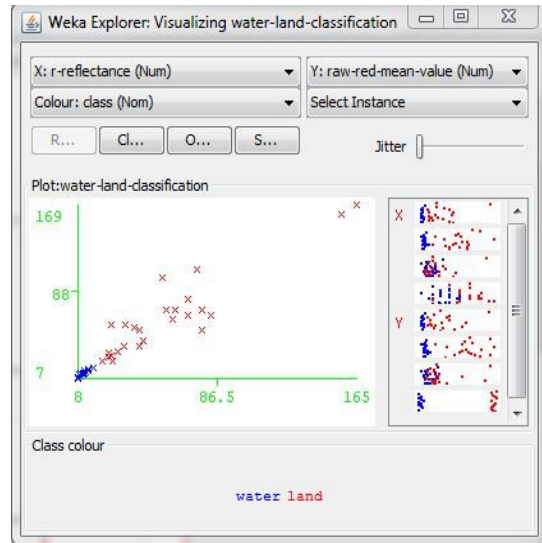 Weka Explorer: Visualizing water-land-classification
X: r-reflectance (Num) Y: raw-red-mean-value (Num)
Colour: class (Nom) Select Instance
R... Cl... O... S... Jitter
Plot:water-land-classification
169
88
7
8 86.5 165
X
Y
Class colour
water land